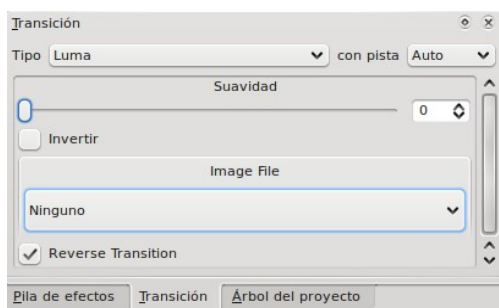 Transición
Tipo Luma con pista Auto
Suavidad
0
Invertir
Image File
Ninguno
Reverse Transition
Pila de efectos Transición Árbol del proyecto